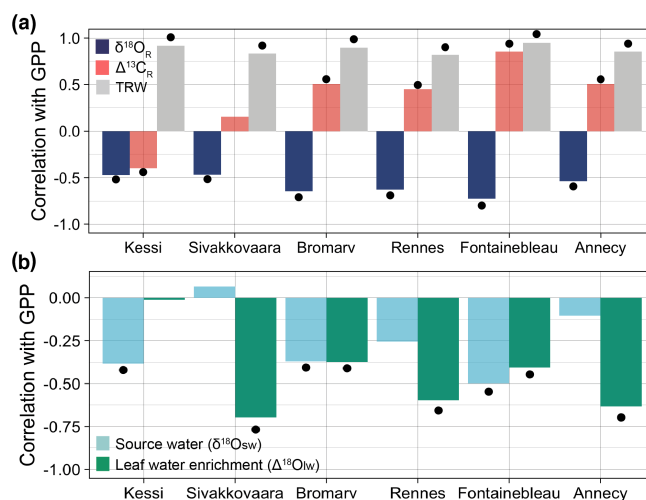 (a)
Correlation with GPP
1.0
0.5
0.0
-0.5
-1.0
δ¹⁸O_R
Δ¹³C_R
TRW
Kessi Sivakkovaara Bromarv Rennes Fontainebleau Annecy
(b)
Correlation with GPP
0.00
-0.25
-0.50
-0.75
-1.00
Source water (δ¹⁸Osw)
Leaf water enrichment (Δ¹⁸Olw)
Kessi Sivakkovaara Bromarv Rennes Fontainebleau Annecy